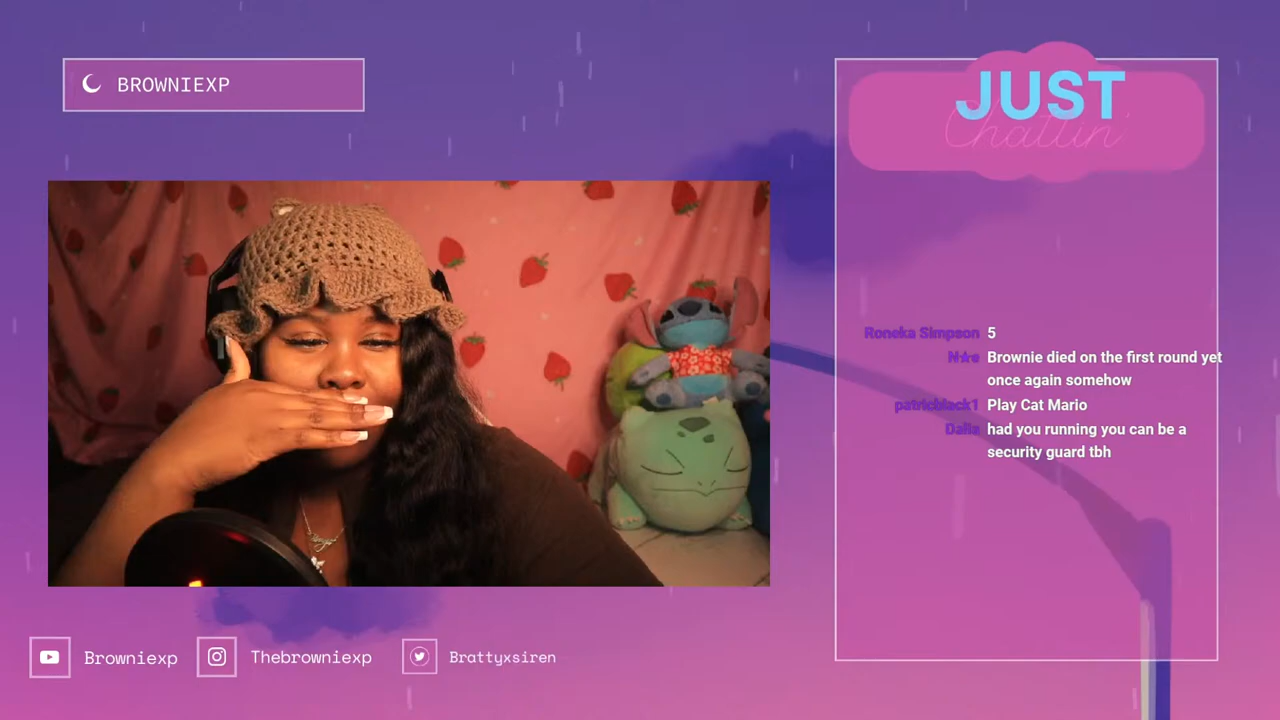 BROWNIEXP
JUST
Chattin'
Roneka Simpson 5
N★e Brownie died on the first round yet
once again somehow
patricblack1 Play Cat Mario
Dalia had you running you can be a
security guard tbh
Browniexp
Thebrowniexp
Brattyxsiren